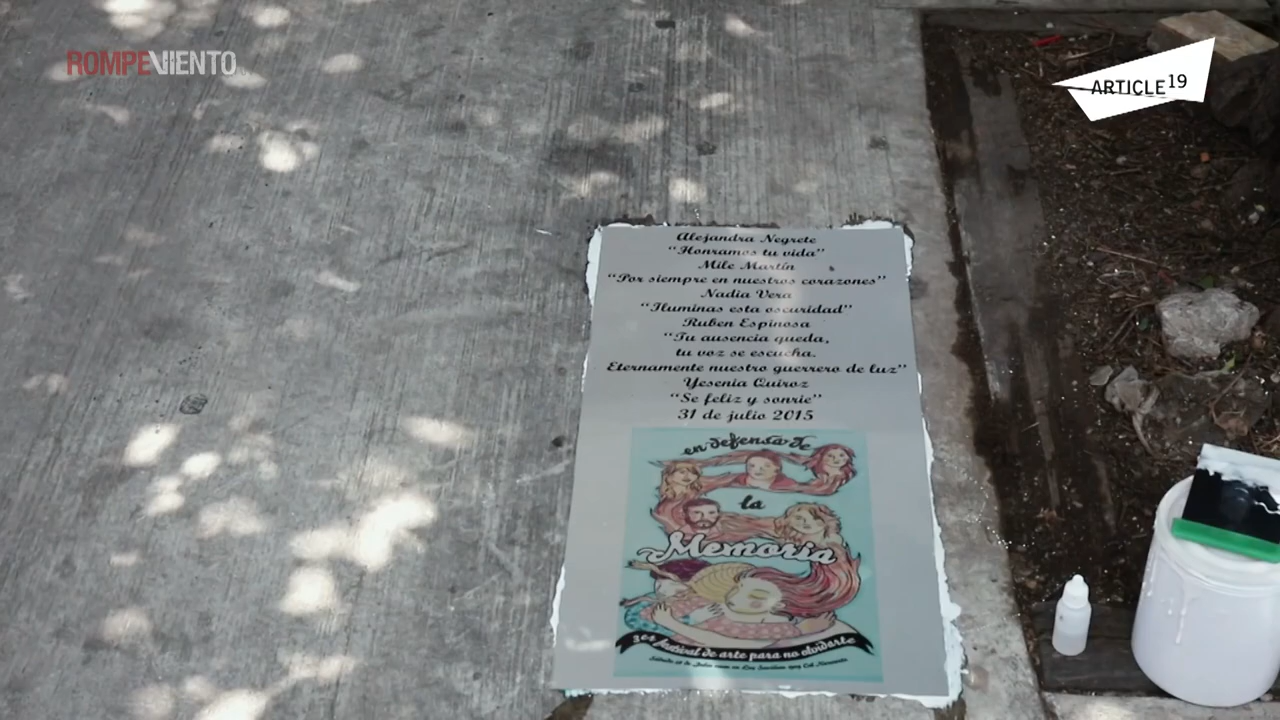 ROMPEVIENTO
ARTICLE 19
Alejandra Negrete
"Honramos tu vida"
Mile Martín
"Por siempre en nuestros corazones"
Nadia Vera
"Iluminas esta oscuridad"
Ruben Espinosa
"Tu ausencia queda,
tu voz se escucha.
Eternamente nuestro guerrero de luz"
Yesenia Quiroz
"Se feliz y sonríe"
31 de julio 2015
en defensa de
la
Memoria
3er festival de arte para no olvidarte